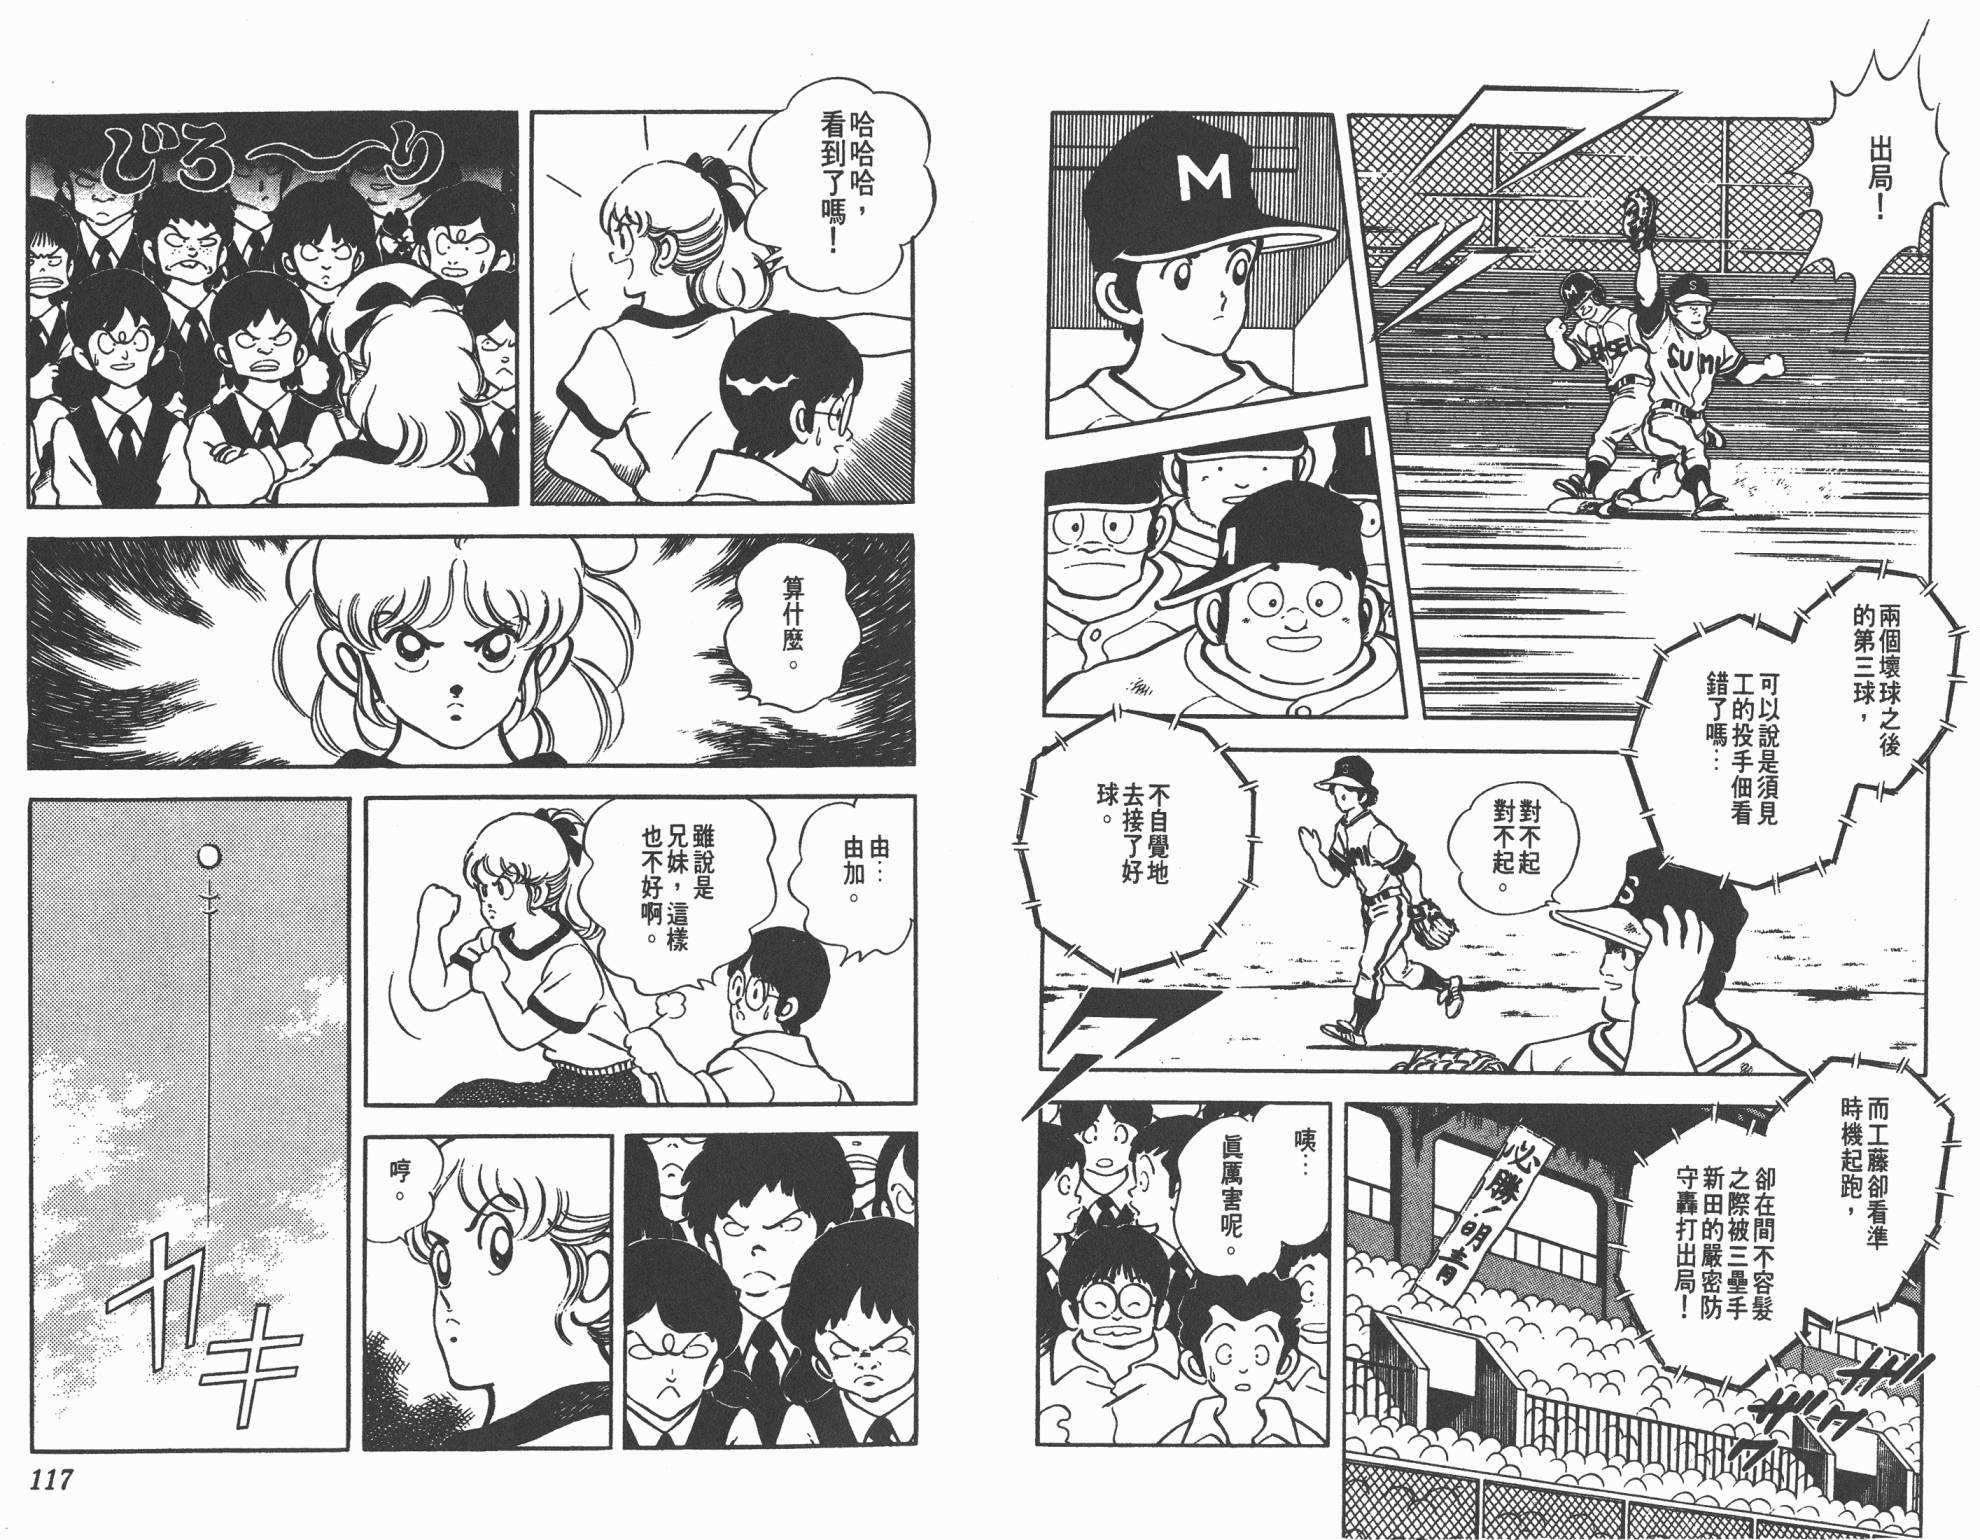 出局！
M
M
S
SUMI
兩個壞球之後
的第三球，
可以說是須見
工的投手佃看
錯了嗎…
對不起
對不起。
S
S
不自覺地
去接了好
球。
而工藤卻看準
時機起跑，
卻在間不容髮
之際被三壘手
新田的嚴密防
守轟打出局！
必勝！明青
ザザ
ザワ
ワ
咦…
眞厲害呢。
哈哈哈，
看到了嗎！
じろ〜〜り
算什麼。
由…
由加。
雖說是
兄妹，這樣
也不好啊。
哼。
カキ
117